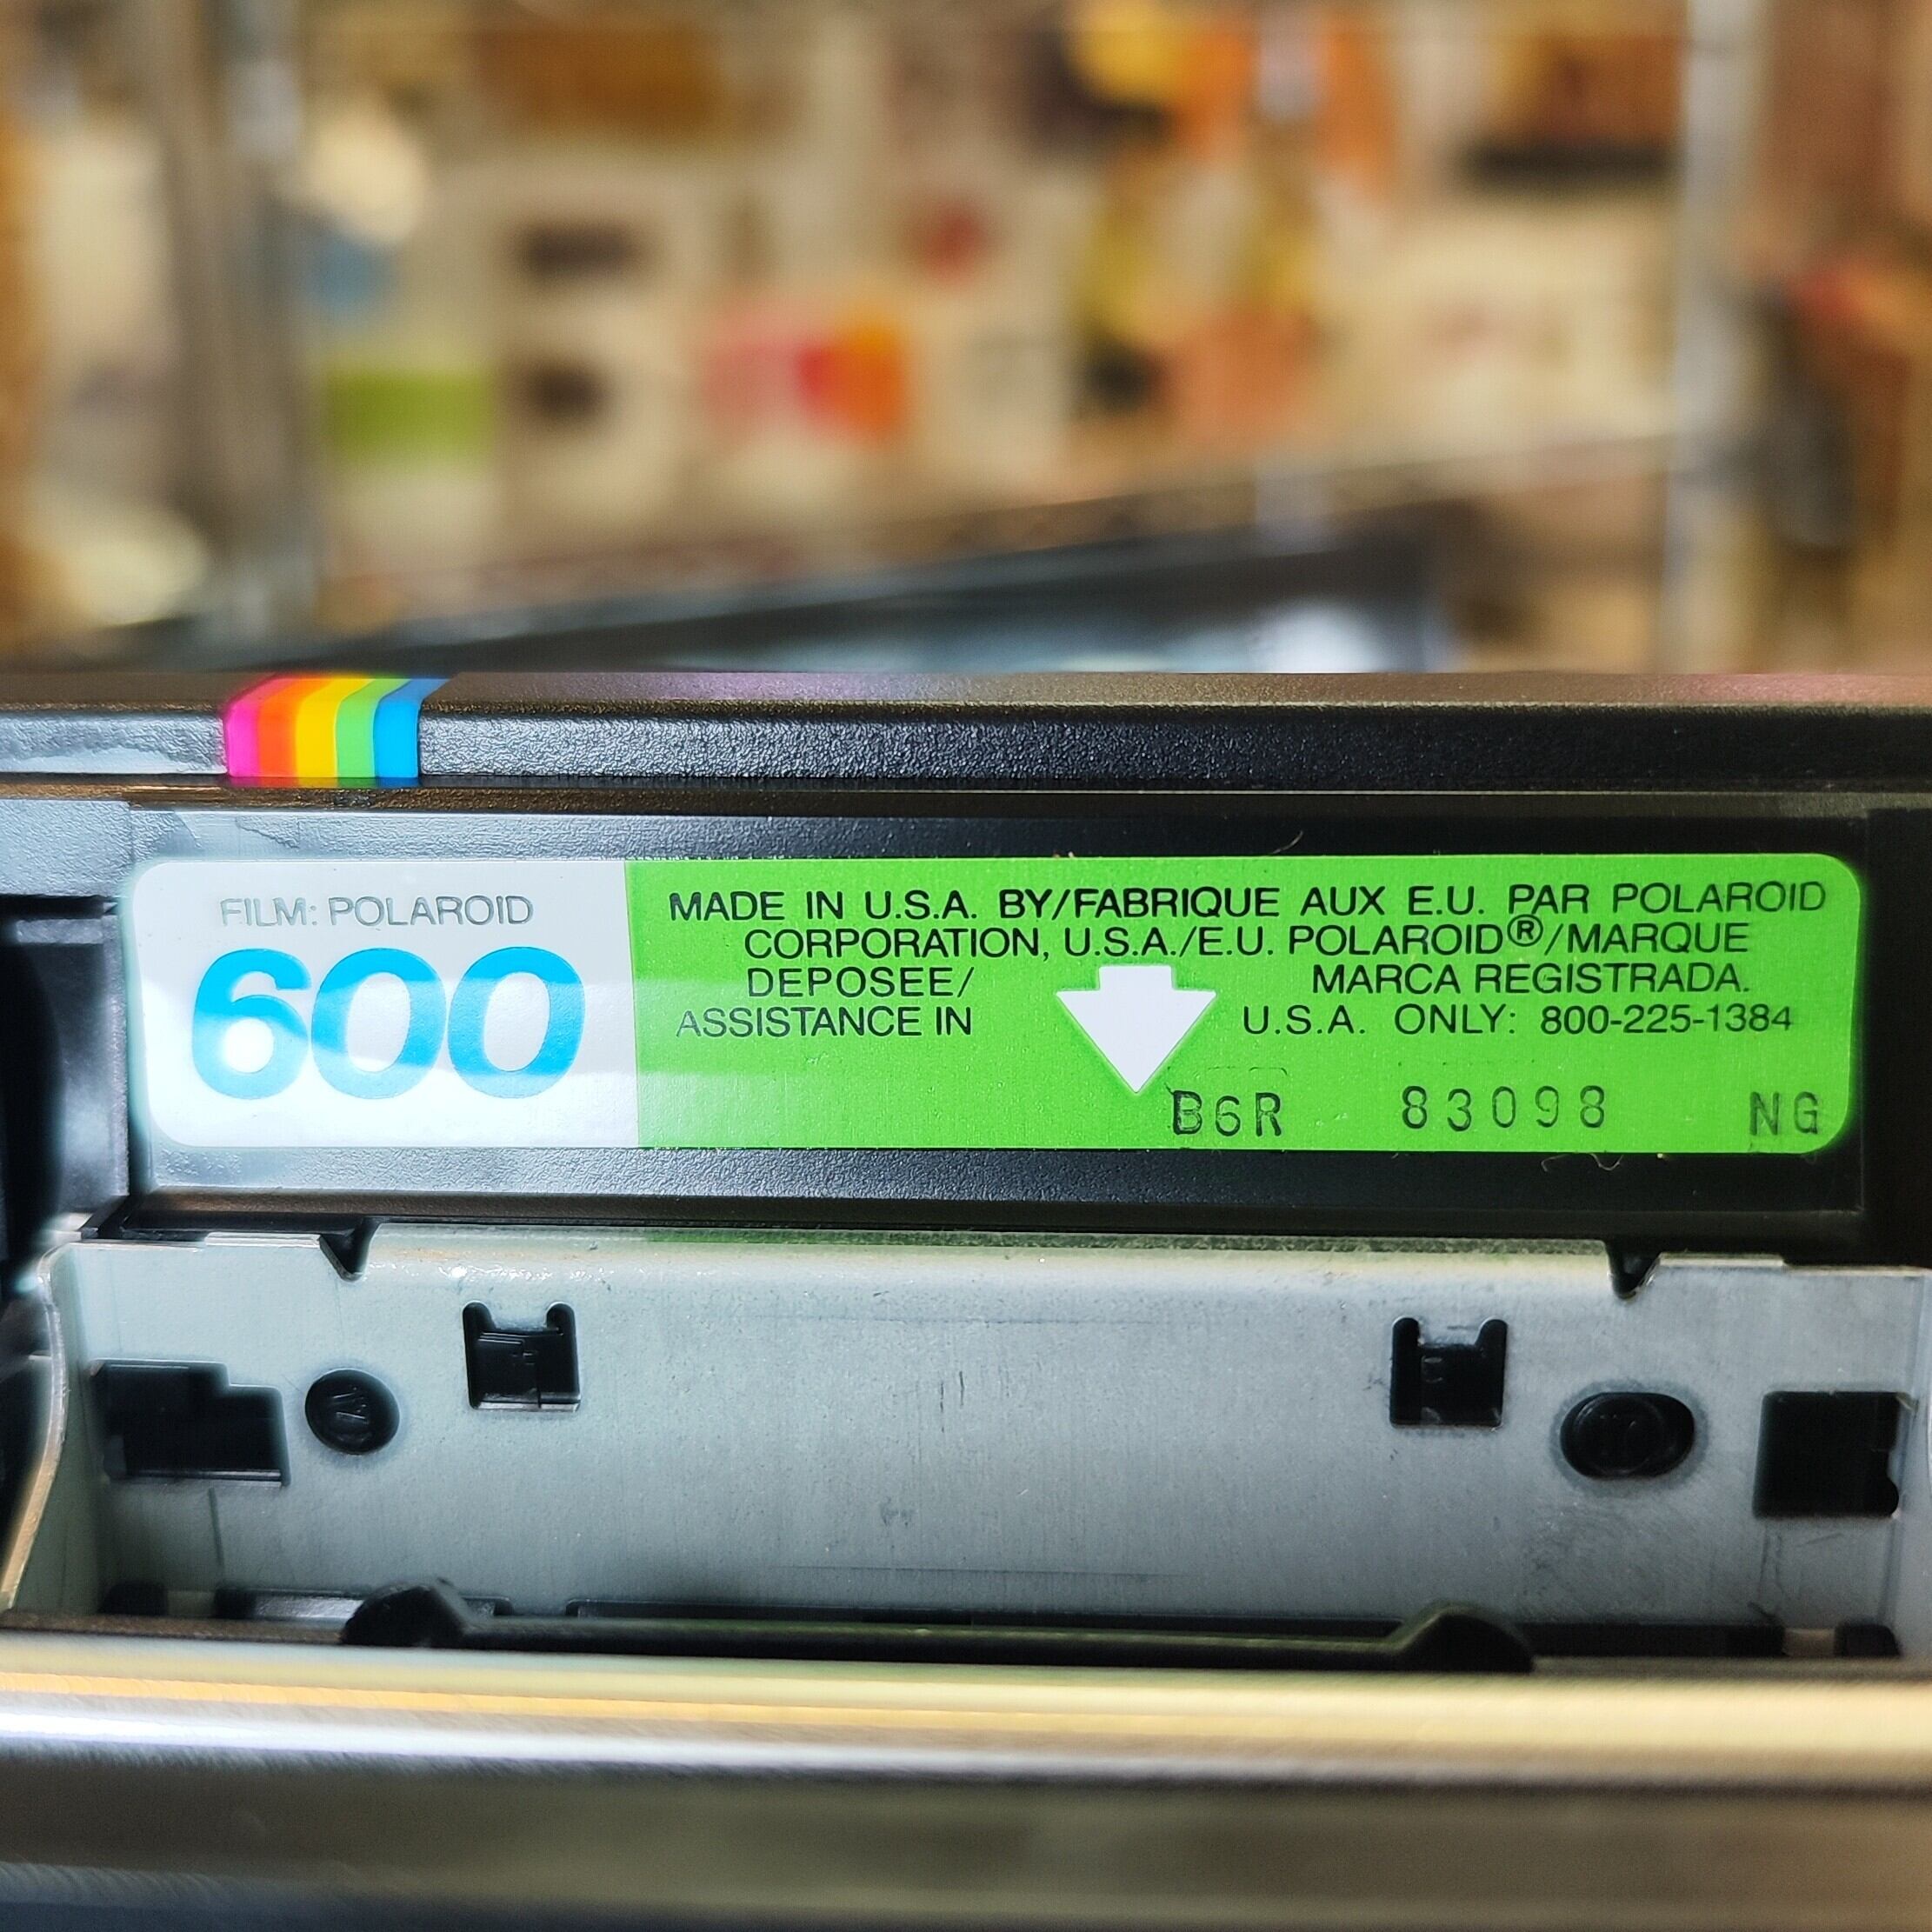 FILM: POLAROID
600
MADE IN U.S.A. BY/FABRIQUE AUX E.U. PAR POLAROID
CORPORATION, U.S.A./E.U. POLAROID®/MARQUE
DEPOSEE/ MARCA REGISTRADA.
ASSISTANCE IN U.S.A. ONLY: 800-225-1384
B6R 83098 NG